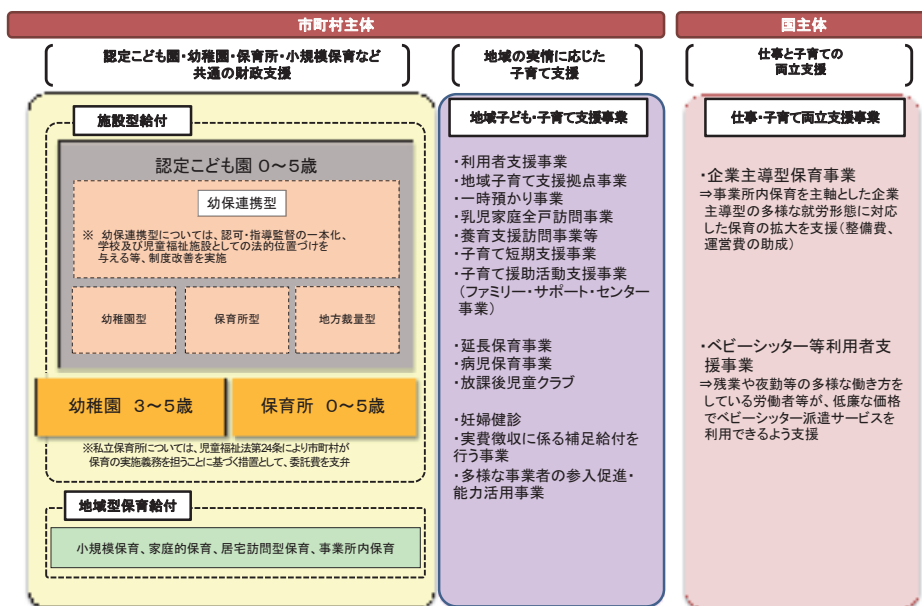 市町村主体
国主体
認定こども園・幼稚園・保育所・小規模保育など
共通の財政支援
地域の実情に応じた
子育て支援
仕事と子育ての
両立支援
施設型給付
認定こども園 0~5歳
幼保連携型
※ 幼保連携型については、認可・指導監督の一本化、
学校及び児童福祉施設としての法的位置づけを
与える等、制度改善を実施
幼稚園型
保育所型
地方裁量型
幼稚園 3~5歳
保育所 0~5歳
※私立保育所については、児童福祉法第24条により市町村が
保育の実施義務を担うことに基づく措置として、委託費を支弁
地域型保育給付
小規模保育、家庭的保育、居宅訪問型保育、事業所内保育
地域子ども・子育て支援事業
・利用者支援事業
・地域子育て支援拠点事業
・一時預かり事業
・乳児家庭全戸訪問事業
・養育支援訪問事業等
・子育て短期支援事業
・子育て援助活動支援事業
(ファミリー・サポート・センター
事業)
・延長保育事業
・病児保育事業
・放課後児童クラブ
・妊婦健診
・実費徴収に係る補足給付を
行う事業
・多様な事業者の参入促進・
能力活用事業
仕事・子育て両立支援事業
・企業主導型保育事業
⇒事業所内保育を主軸とした企業
主導型の多様な就労形態に対応
した保育の拡大を支援(整備費、
運営費の助成)
・ベビーシッター等利用者支
援事業
⇒残業や夜勤等の多様な働き方を
している労働者等が、低廉な価格
でベビーシッター派遣サービスを
利用できるよう支援